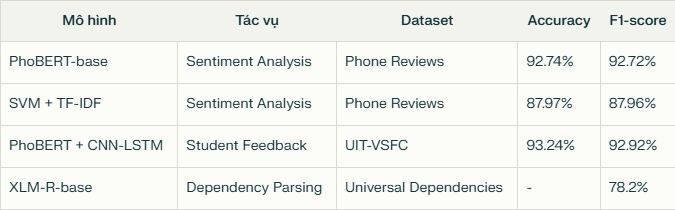 Mô hình Tác vụ Dataset Accuracy F1-score
PhoBERT-base Sentiment Analysis Phone Reviews 92.74% 92.72%
SVM + TF-IDF Sentiment Analysis Phone Reviews 87.97% 87.96%
PhoBERT + CNN-LSTM Student Feedback UIT-VSFC 93.24% 92.92%
XLM-R-base Dependency Parsing Universal Dependencies - 78.2%